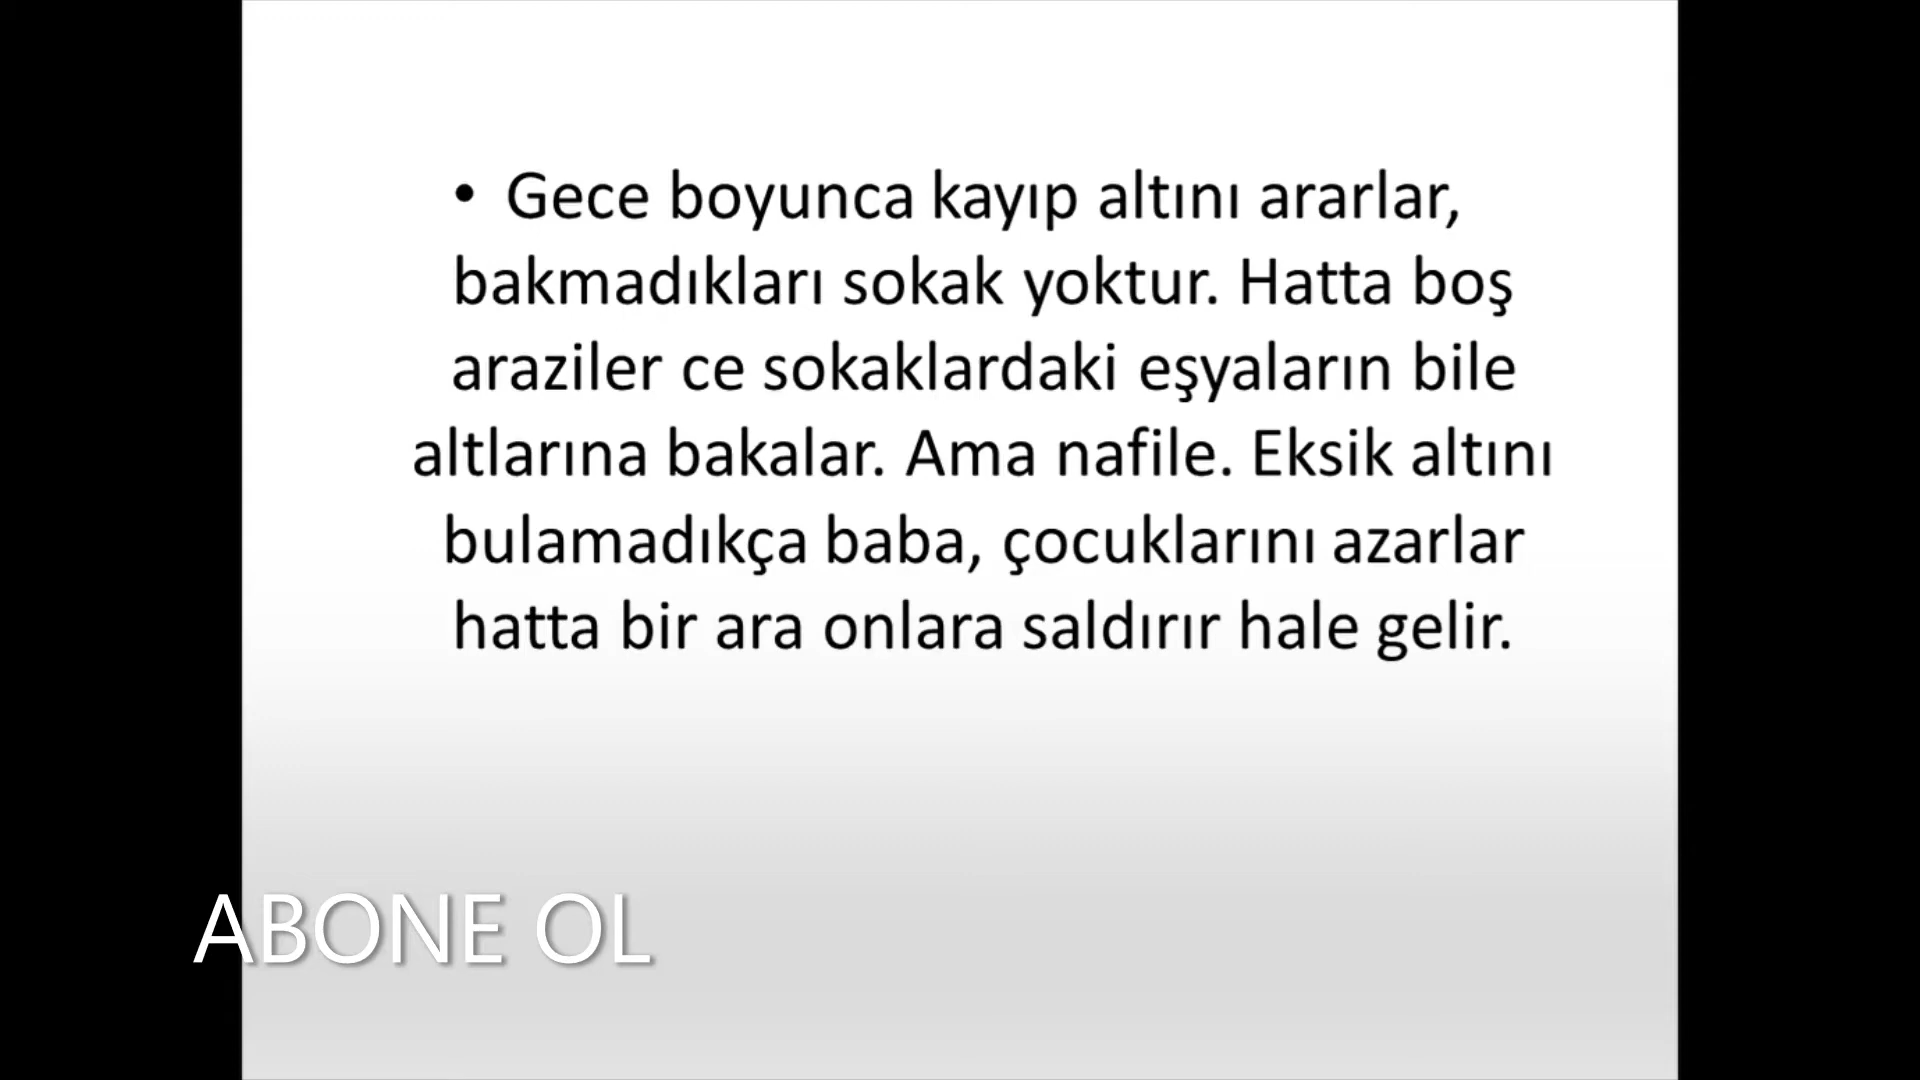 • Gece boyunca kayıp altını ararlar,
bakmadıkları sokak yoktur. Hatta boş
araziler ce sokaklardaki eşyaların bile
altlarına bakalar. Ama nafile. Eksik altını
bulamadıkça baba, çocuklarını azarlar
hatta bir ara onlara saldırır hale gelir.
ABONE OL